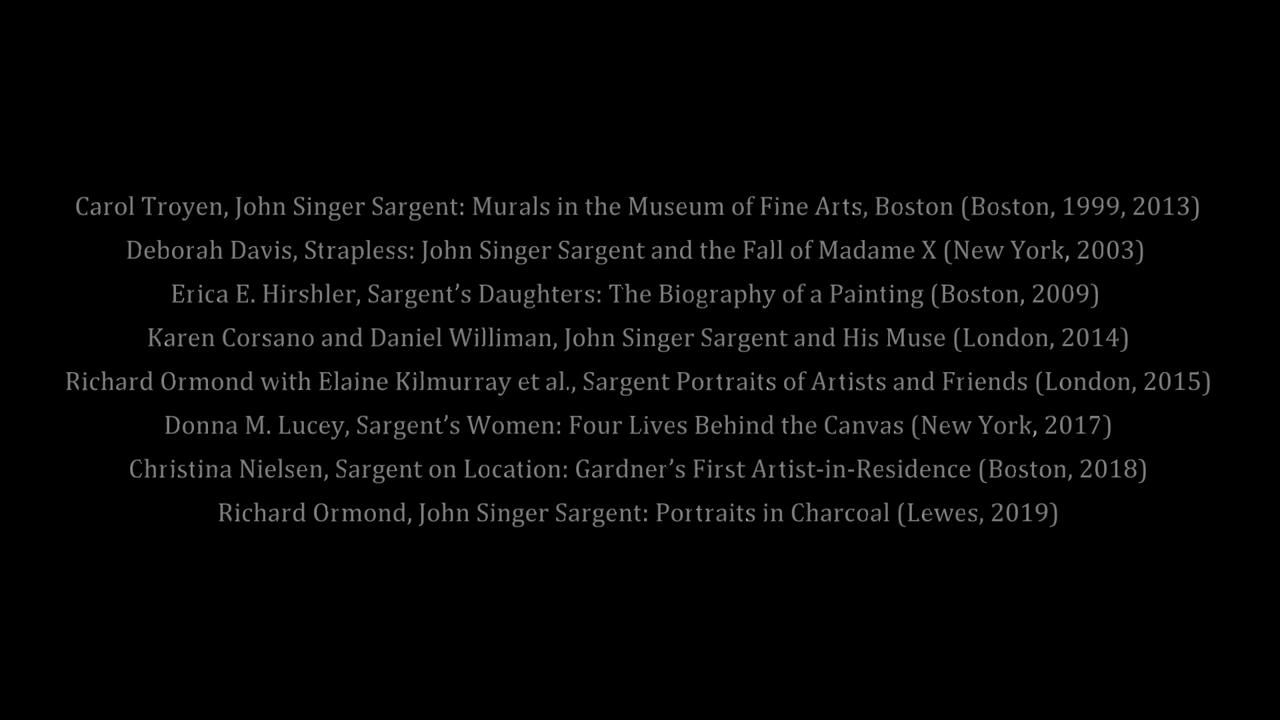 Carol Troyen, John Singer Sargent: Murals in the Museum of Fine Arts, Boston (Boston, 1999, 2013)
Deborah Davis, Strapless: John Singer Sargent and the Fall of Madame X (New York, 2003)
Erica E. Hirshler, Sargent’s Daughters: The Biography of a Painting (Boston, 2009)
Karen Corsano and Daniel Williman, John Singer Sargent and His Muse (London, 2014)
Richard Ormond with Elaine Kilmurray et al., Sargent Portraits of Artists and Friends (London, 2015)
Donna M. Lucey, Sargent’s Women: Four Lives Behind the Canvas (New York, 2017)
Christina Nielsen, Sargent on Location: Gardner’s First Artist-in-Residence (Boston, 2018)
Richard Ormond, John Singer Sargent: Portraits in Charcoal (Lewes, 2019)